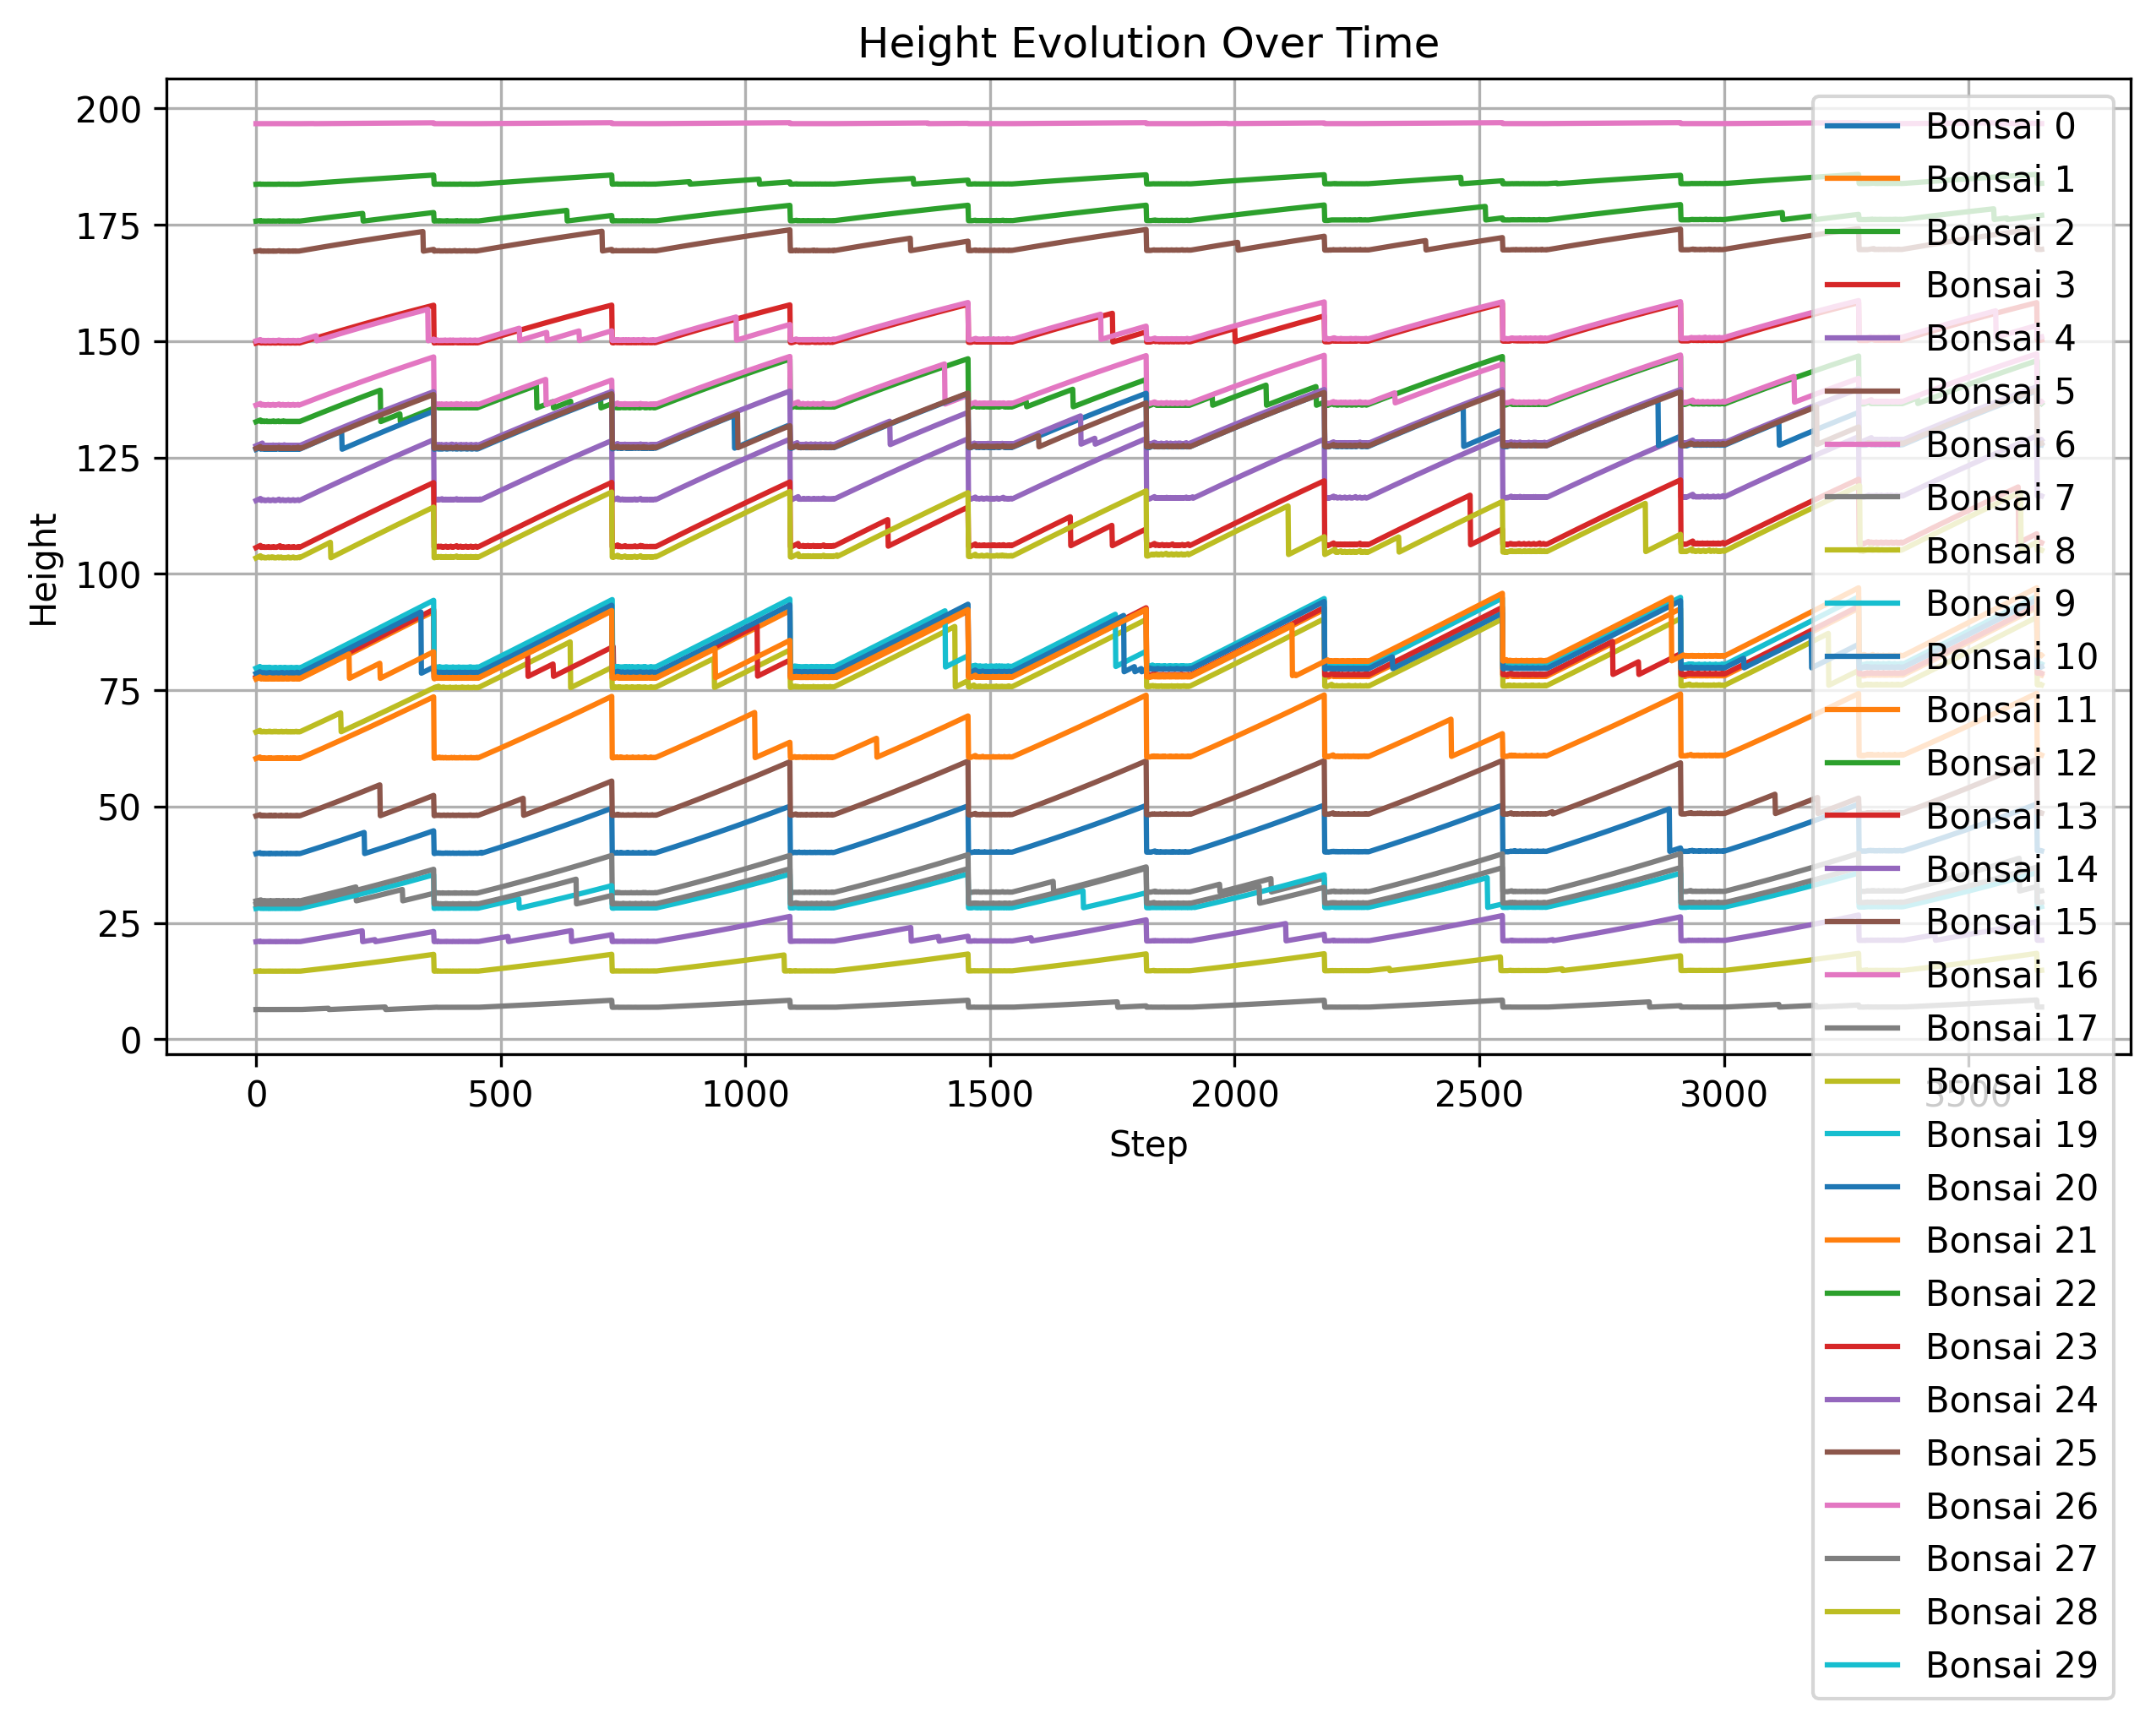 Height Evolution Over Time
Height
200
175
150
125
100
75
50
25
0
0 500 1000 1500 2000 2500 3000 3500
Step
Bonsai 0
Bonsai 1
Bonsai 2
Bonsai 3
Bonsai 4
Bonsai 5
Bonsai 6
Bonsai 7
Bonsai 8
Bonsai 9
Bonsai 10
Bonsai 11
Bonsai 12
Bonsai 13
Bonsai 14
Bonsai 15
Bonsai 16
Bonsai 17
Bonsai 18
Bonsai 19
Bonsai 20
Bonsai 21
Bonsai 22
Bonsai 23
Bonsai 24
Bonsai 25
Bonsai 26
Bonsai 27
Bonsai 28
Bonsai 29